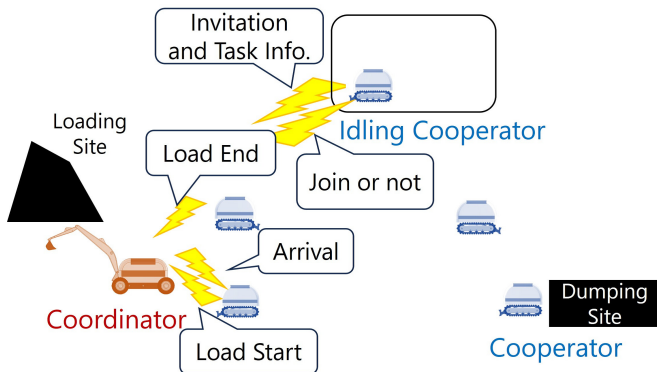 Invitation
and Task Info.
Idling Cooperator
Loading
Site
Load End
Join or not
Arrival
Coordinator
Load Start
Dumping
Site
Cooperator